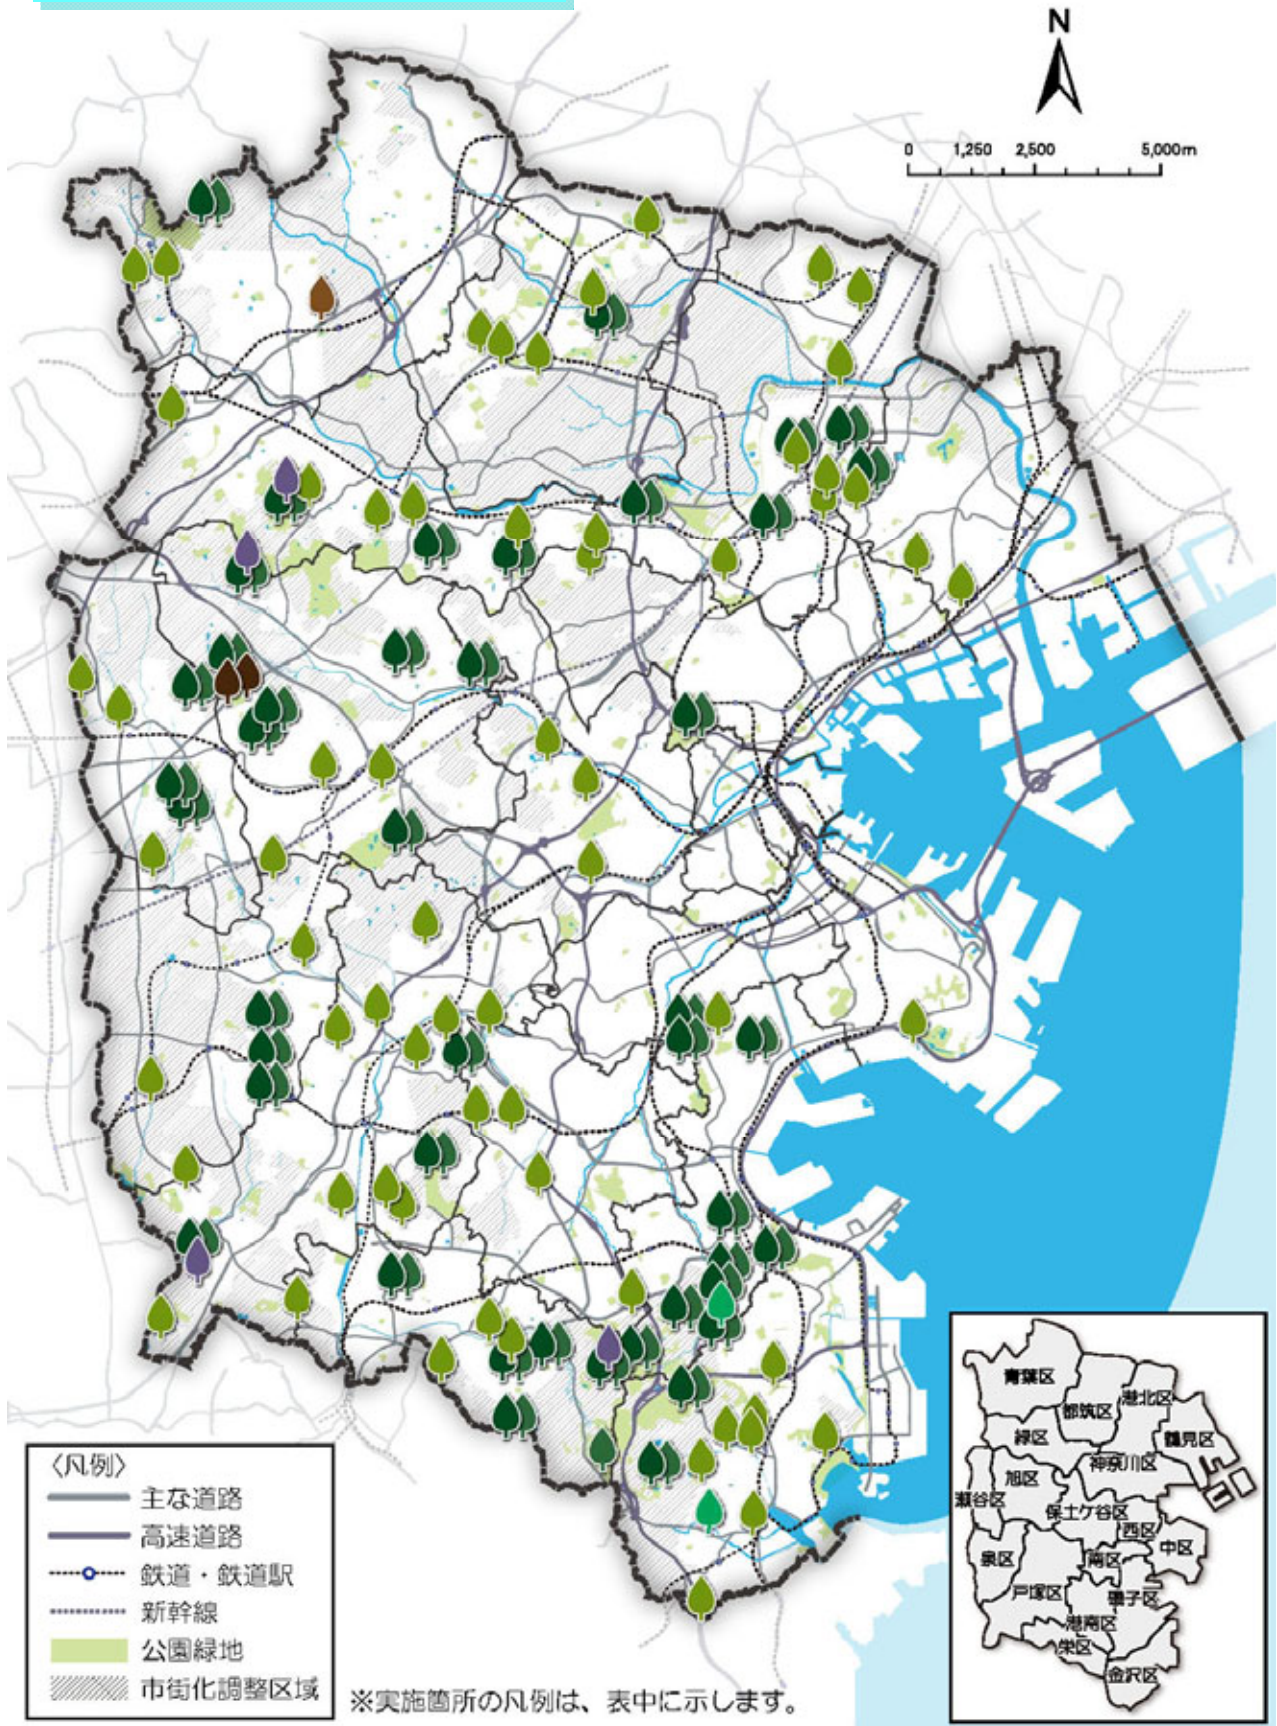 N
0 1,250 2,500 5,000m
〈凡例〉
主な道路
高速道路
鉄道・鉄道駅
新幹線
公園緑地
市街化調整区域
※実施箇所の凡例は、表中に示します。
青葉区
都筑区
港北区
緑区
鶴見区
神奈川区
旭区
瀬谷区
保土ケ谷区
西区
中区
泉区
南区
戸塚区
磯子区
港南区
栄区
金沢区